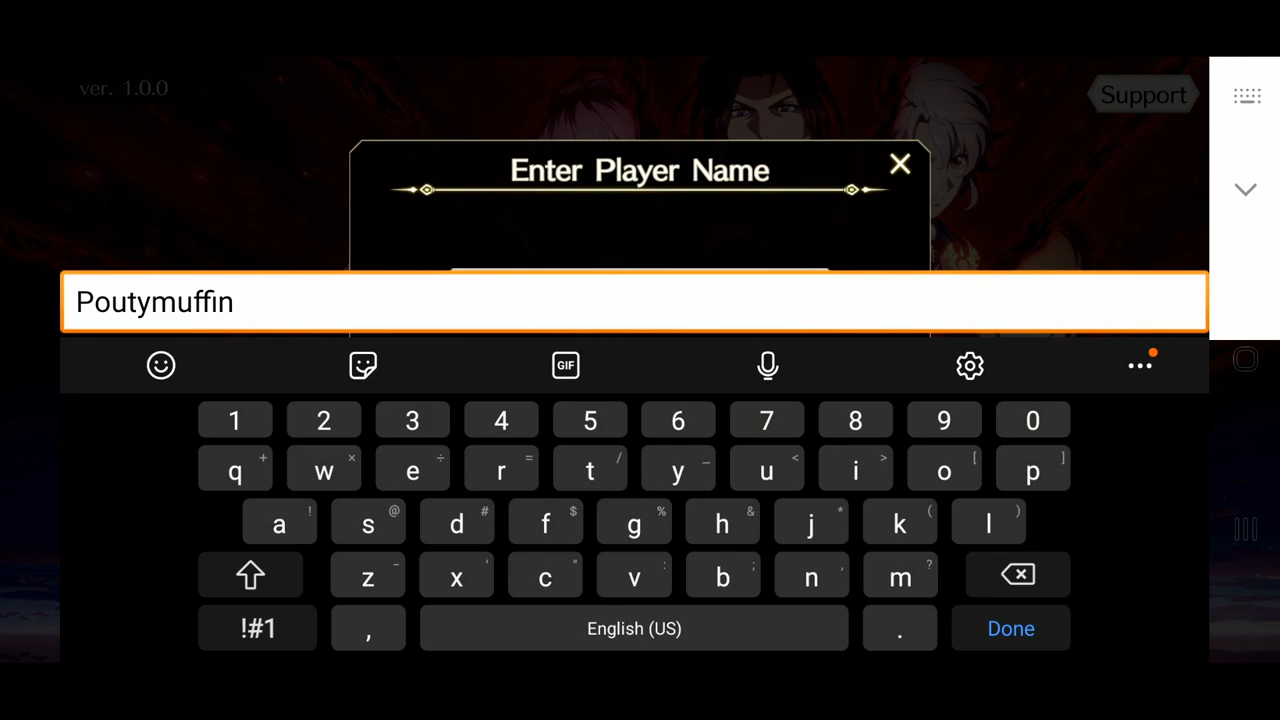 ver. 1.0.0
Support
Enter Player Name
Poutymuffin
GIF
1 2 3 4 5 6 7 8 9 0
q + w × e ÷ r = t / y _ u < i > o [ p ]
a ! s @ d # f $ g % h & j * k ( l )
z - x ' c " v : b ; n , m ?
!#1 , English (US) . Done